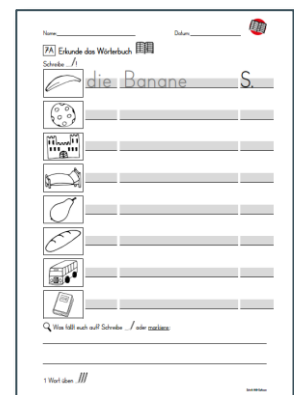 Name: Datum:
7A Erkunde das Wörterbuch
Schreibe
die Banane S.
Was fällt euch auf? Schreibe oder markiere:
1 Wort üben